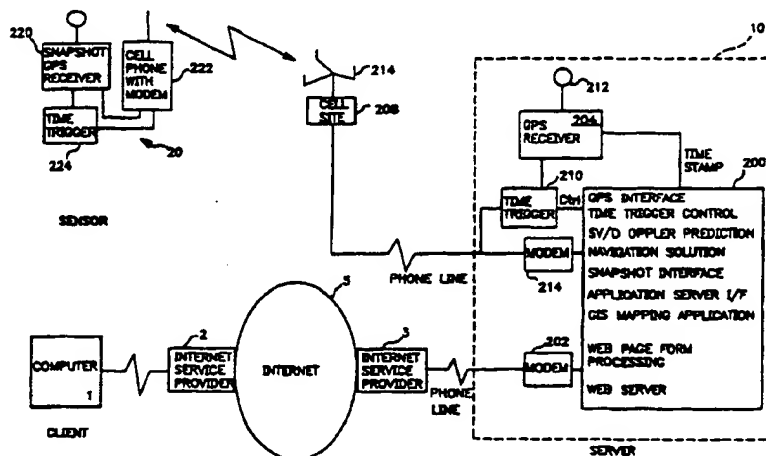 220
SNAPSHOT
GPS
RECEIVER
CELL
PHONE
WITH
MODEM
222
TIME
TRIGGER
224
20
SENSOR
214
CELL
SITE
208
PHONE LINE
10
212
GPS 204
RECEIVER
TIME
STAMP
210
TIME
TRIGGER
Ctrl
200
GPS INTERFACE
TIME TRIGGER CONTROL
SV/D OPPLER PREDICTION
NAVIGATION SOLUTION
SNAPSHOT INTERFACE
APPLICATION SERVER I/F
GIS MAPPING APPLICATION
WEB PAGE FORM
PROCESSING
WEB SERVER
MODEM
214
202
MODEM
SERVER
COMPUTER
1
CLIENT
2
INTERNET
SERVICE
PROVIDER
5
INTERNET
3
INTERNET
SERVICE
PROVIDER
PHONE
LINE